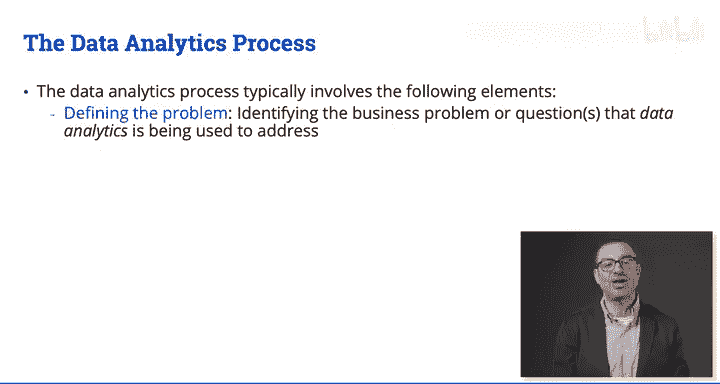 The Data Analytics Process
• The data analytics process typically involves the following elements:
- Defining the problem: Identifying the business problem or question(s) that data
analytics is being used to address